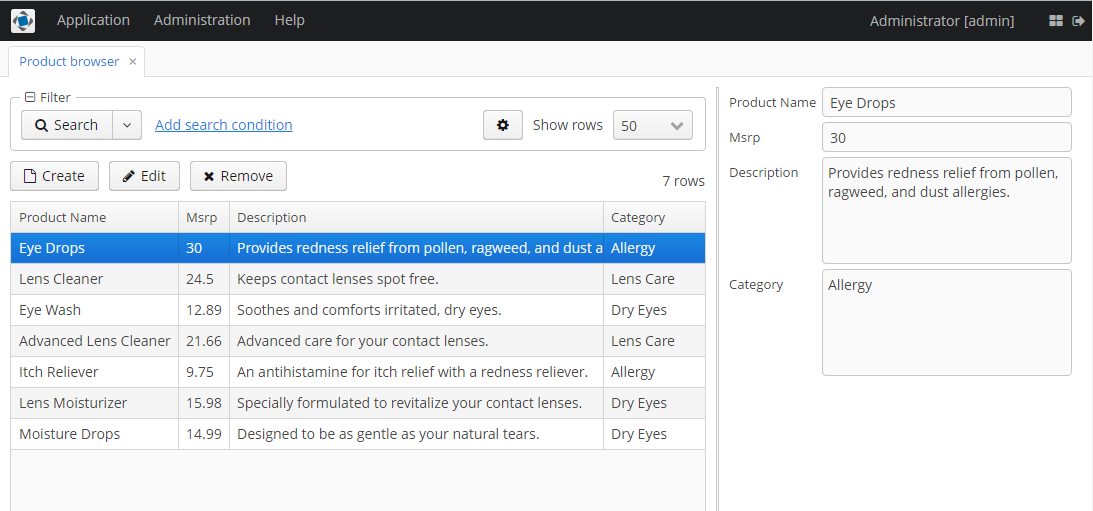 Application Administration Help Administrator [admin]
Product browser ×
Filter
Search Add search condition Show rows 50
Create Edit Remove 7 rows
Product Name Msrp Description Category
Eye Drops 30 Provides redness relief from pollen, ragweed, and dust a Allergy
Lens Cleaner 24.5 Keeps contact lenses spot free. Lens Care
Eye Wash 12.89 Soothes and comforts irritated, dry eyes. Dry Eyes
Advanced Lens Cleaner 21.66 Advanced care for your contact lenses. Lens Care
Itch Reliever 9.75 An antihistamine for itch relief with a redness reliever. Allergy
Lens Moisturizer 15.98 Specially formulated to revitalize your contact lenses. Dry Eyes
Moisture Drops 14.99 Designed to be as gentle as your natural tears. Dry Eyes
Product Name Eye Drops
Msrp 30
Description Provides redness relief from pollen,
ragweed, and dust allergies.
Category Allergy